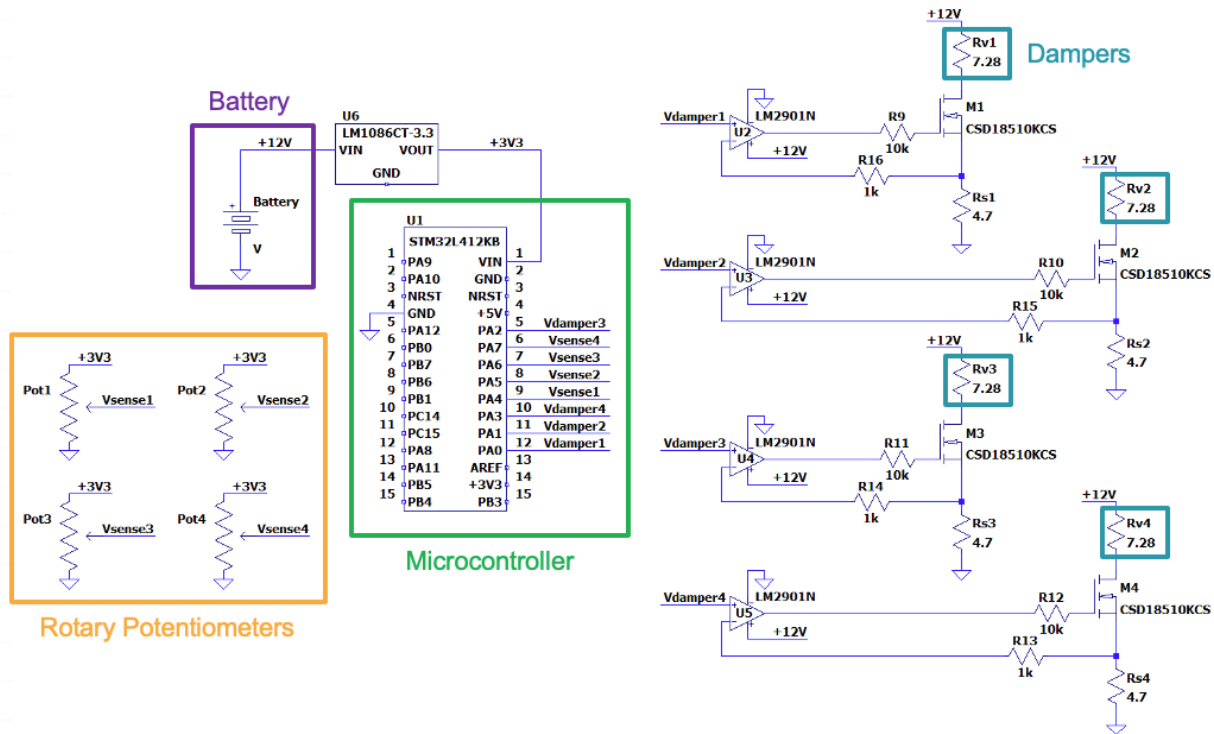 Battery
+12V
U6
LM1086CT-3.3
VIN VOUT
GND
+3V3
Battery
V
U1
STM32L412KB
1 PA9 VIN 1
2 PA10 GND 2
3 NRST NRST 3
4 GND +5V 4
5 PA12 PA2 5 Vdamper3
6 PB0 PA7 6 Vsense4
7 PB7 PA6 7 Vsense3
8 PB6 PA5 8 Vsense2
9 PB1 PA4 9 Vsense1
10 PC14 PA3 10 Vdamper4
11 PC15 PA1 11 Vdamper2
12 PA8 PA0 12 Vdamper1
13 PA11 AREF 13
14 PB5 +3V3 14
15 PB4 PB3 15
Microcontroller
+3V3 +3V3
Pot1 Pot2
Vsense1 Vsense2
+3V3 +3V3
Pot3 Pot4
Vsense3 Vsense4
Rotary Potentiometers
Dampers
+12V
Rv1
7.28
M1
CSD18510KCS
Vdamper1
LM2901N
U2
+12V
R9
10k
R16
1k
Rs1
4.7
+12V
Rv2
7.28
M2
CSD18510KCS
Vdamper2
LM2901N
U3
+12V
R10
10k
R15
1k
Rs2
4.7
+12V
Rv3
7.28
M3
CSD18510KCS
Vdamper3
LM2901N
U4
+12V
R11
10k
R14
1k
Rs3
4.7
+12V
Rv4
7.28
M4
CSD18510KCS
Vdamper4
LM2901N
U5
+12V
R12
10k
R13
1k
Rs4
4.7